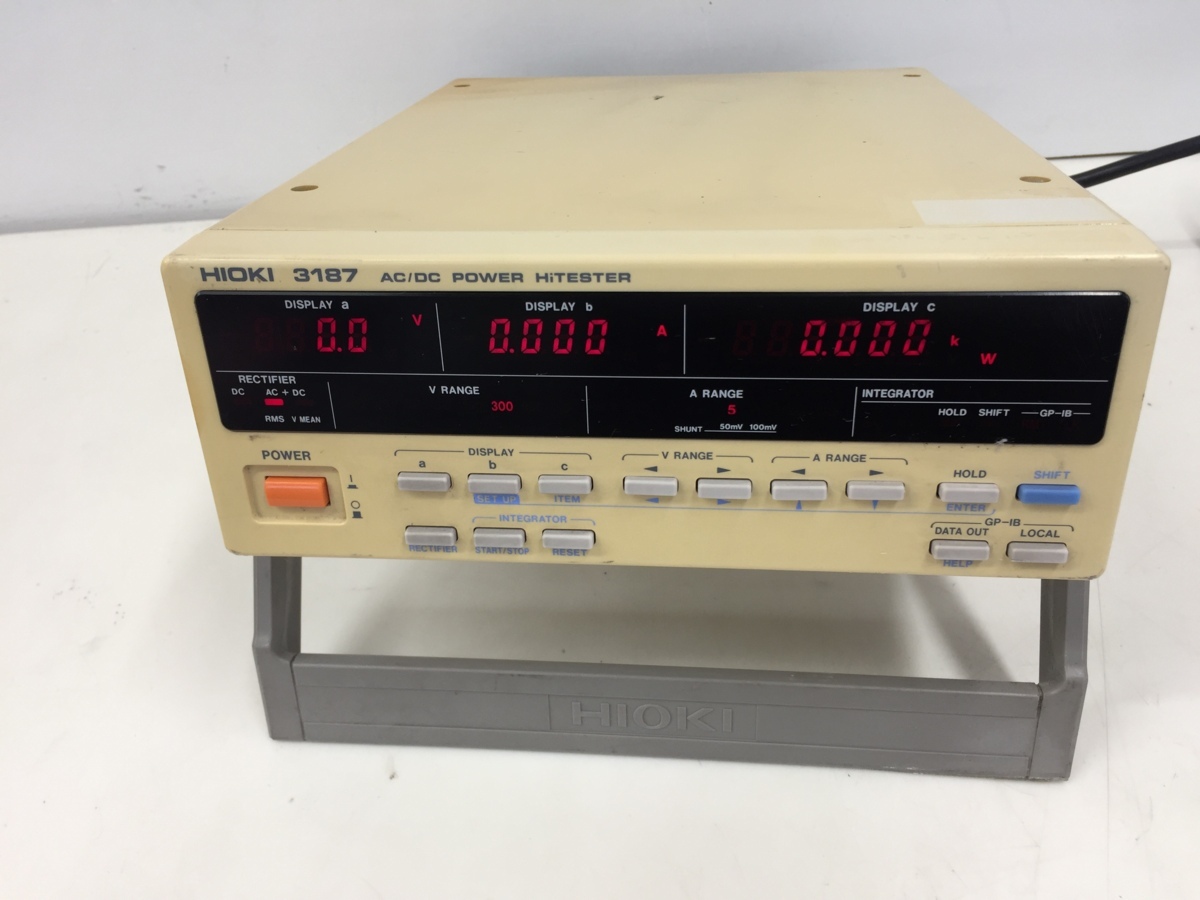 HIOKI 3187 AC/DC POWER HiTESTER
DISPLAY a DISPLAY b DISPLAY c
0.0 V 0.000 A 0.000 k W
RECTIFIER V RANGE A RANGE INTEGRATOR
DC AC + DC 300 5 HOLD SHIFT GP-IB
RMS V MEAN SHUNT 50mV 100mV
POWER DISPLAY V RANGE A RANGE
a b c ◄ ► ◄ ► HOLD SHIFT
I
O
SET UP ITEM ◄ ► ▲ ▼ ENTER
INTEGRATOR GP-IB
DATA OUT LOCAL
RECTIFIER START/STOP RESET HELP
HIOKI